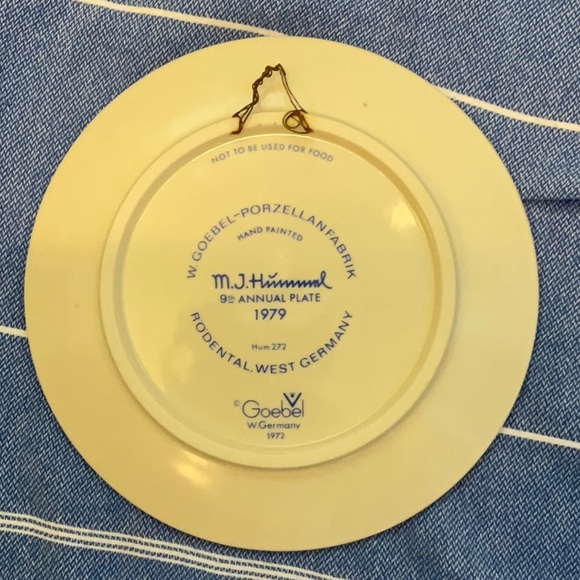 NOT TO BE USED FOR FOOD
W. GOEBEL-PORZELLANFABRIK
HAND PAINTED
M.J. Hummel
9th ANNUAL PLATE
1979
RODENTAL, WEST GERMANY
Hum 272
© Goebel
W. Germany
1972